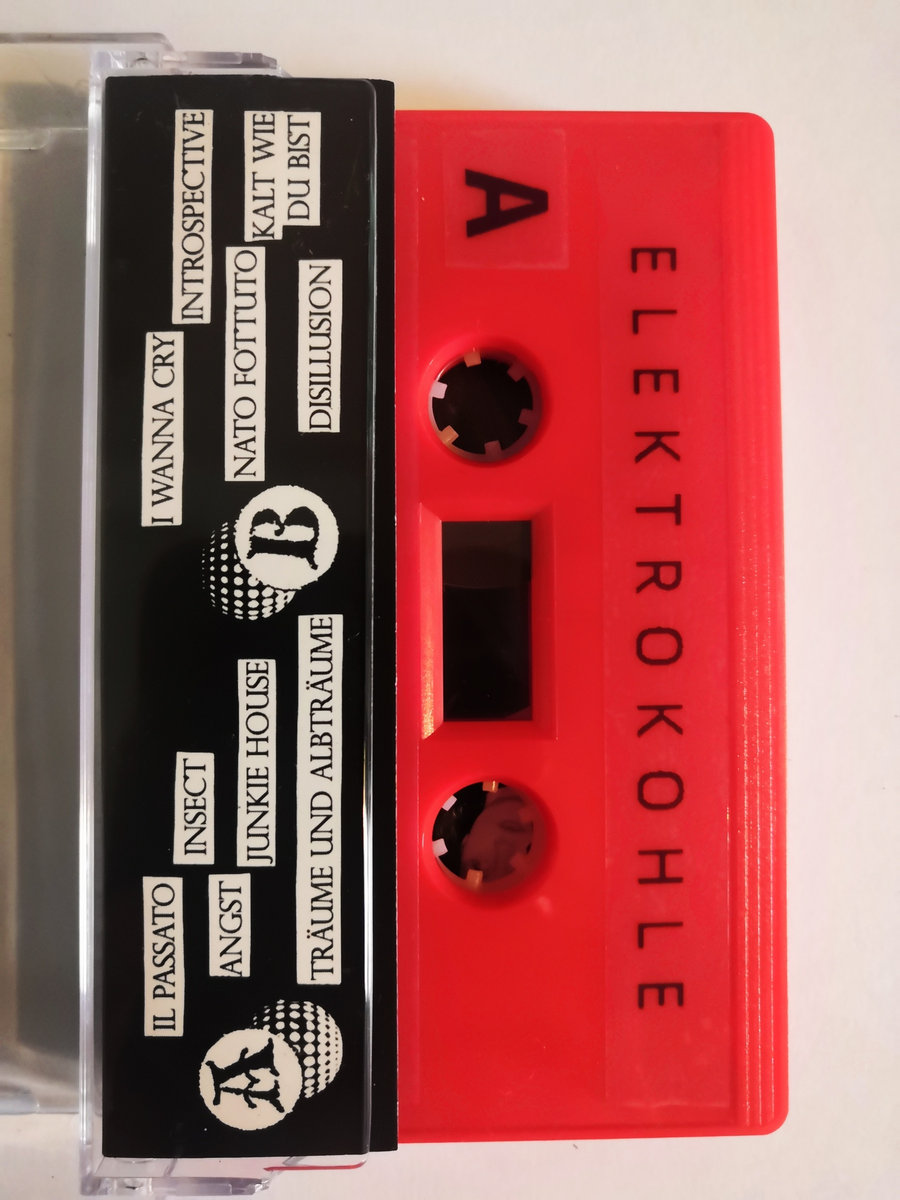 A
IL PASSATO
INSECT
ANGST
JUNKIE HOUSE
TRÄUME UND ALBTRÄUME
B
I WANNA CRY
INTROSPECTIVE
NATO FOTTUTO
KALT WIE
DU BIST
DISILLUSION
A
ELEKTROKOHLE